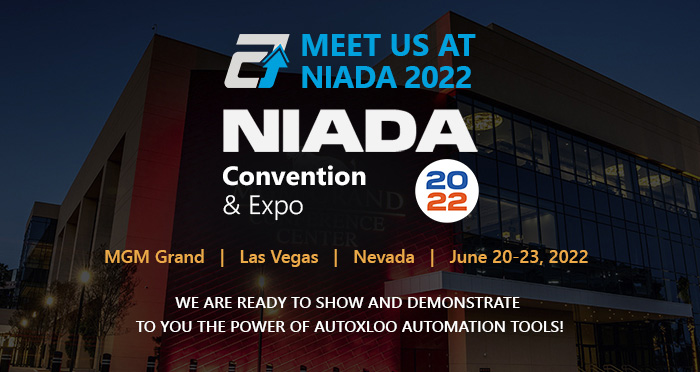 MEET US AT
NIADA 2022
NIADA
Convention
& Expo
20
22
CENTER
MGM Grand | Las Vegas | Nevada | June 20-23, 2022
WE ARE READY TO SHOW AND DEMONSTRATE
TO YOU THE POWER OF AUTOXLOO AUTOMATION TOOLS!